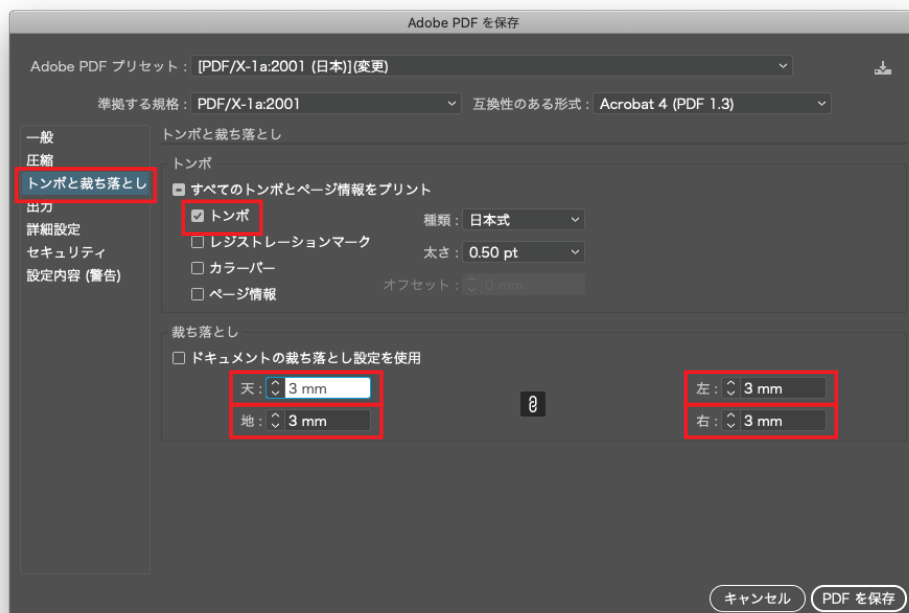 Adobe PDF を保存
Adobe PDF プリセット : [PDF/X-1a:2001 (日本)](変更)
準拠する規格 : PDF/X-1a:2001 互換性のある形式 : Acrobat 4 (PDF 1.3)
一般
圧縮
トンボと裁ち落とし
出力
詳細設定
セキュリティ
設定内容 (警告)
トンボと裁ち落とし
トンボ
すべてのトンボとページ情報をプリント
トンボ 種類 : 日本式
レジストレーションマーク
太さ : 0.50 pt
カラーバー
オフセット : 0 mm
ページ情報
裁ち落とし
ドキュメントの裁ち落とし設定を使用
天 : 3 mm 左 : 3 mm
地 : 3 mm 右 : 3 mm
キャンセル PDF を保存